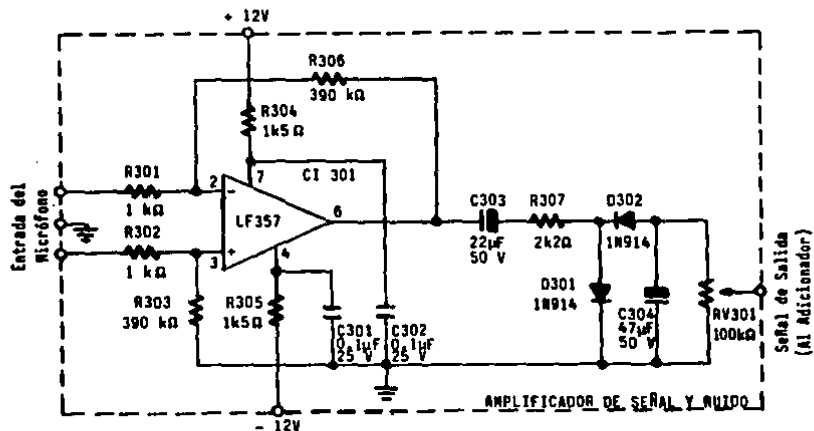 + 12V
R306
390 kΩ
R304
1k5 Ω
CI 301
R301
1 kΩ
2
7
LF357
6
3
4
Entrada del
Micrófono
R302
1 kΩ
R303
390 kΩ
R305
1k5Ω
C301
0,1µF
25 V
C302
0,1µF
25 V
C303
22µF
50 V
R307
2k2Ω
D302
1N914
D301
1N914
C304
47µF
50 V
RV301
100kΩ
Señal de Salida
(Al Adicionador)
AMPLIFICADOR DE SEÑAL Y RUIDO
- 12V